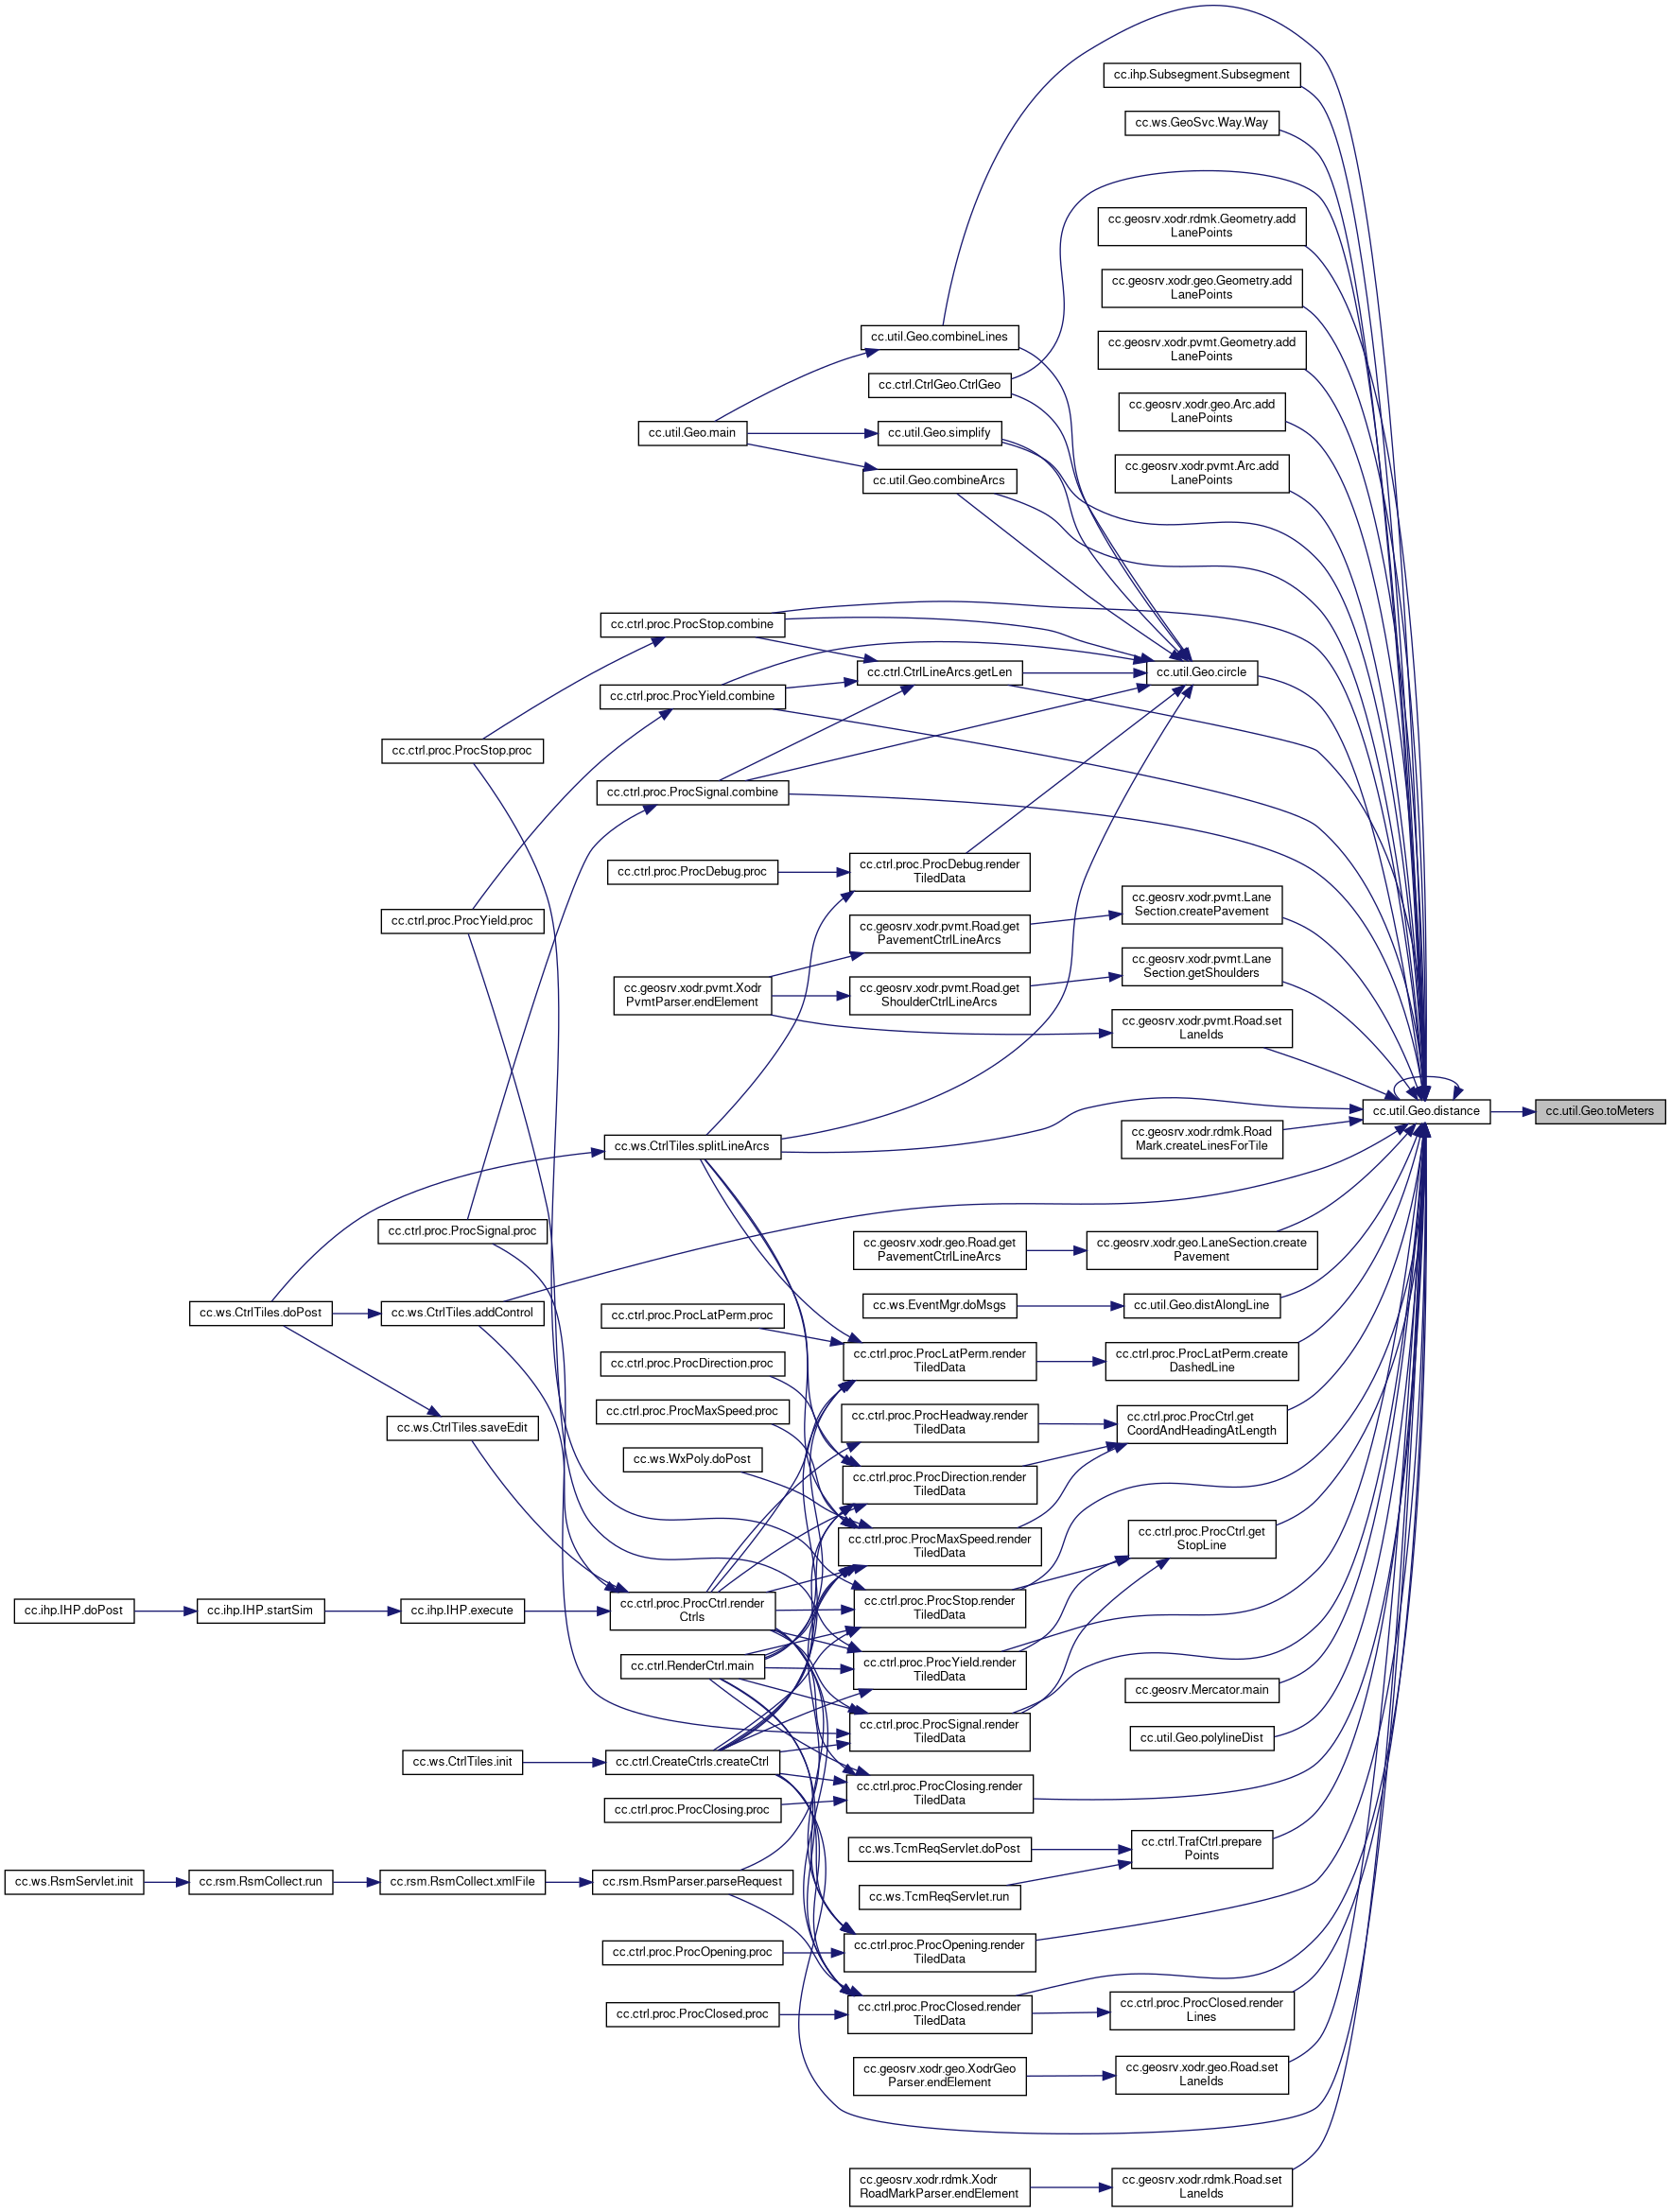 cc.ihp.Subsegment.Subsegment
cc.ws.GeoSvc.Way.Way
cc.geosrv.xodr.rdmk.Geometry.add
LanePoints
cc.geosrv.xodr.geo.Geometry.add
LanePoints
cc.util.Geo.combineLines
cc.geosrv.xodr.pvmt.Geometry.add
LanePoints
cc.ctrl.CtrlGeo.CtrlGeo
cc.geosrv.xodr.geo.Arc.add
LanePoints
cc.util.Geo.main
cc.util.Geo.simplify
cc.util.Geo.combineArcs
cc.geosrv.xodr.pvmt.Arc.add
LanePoints
cc.ctrl.proc.ProcStop.combine
cc.ctrl.CtrlLineArcs.getLen
cc.util.Geo.circle
cc.ctrl.proc.ProcYield.combine
cc.ctrl.proc.ProcStop.proc
cc.ctrl.proc.ProcSignal.combine
cc.ctrl.proc.ProcDebug.proc
cc.ctrl.proc.ProcDebug.render
TiledData
cc.ctrl.proc.ProcYield.proc
cc.geosrv.xodr.pvmt.Road.get
PavementCtrlLineArcs
cc.geosrv.xodr.pvmt.Lane
Section.createPavement
cc.geosrv.xodr.pvmt.Xodr
PvmtParser.endElement
cc.geosrv.xodr.pvmt.Road.get
ShoulderCtrlLineArcs
cc.geosrv.xodr.pvmt.Lane
Section.getShoulders
cc.geosrv.xodr.pvmt.Road.set
LaneIds
cc.util.Geo.distance
cc.util.Geo.toMeters
cc.ws.CtrlTiles.splitLineArcs
cc.geosrv.xodr.rdmk.Road
Mark.createLinesForTile
cc.ctrl.proc.ProcSignal.proc
cc.geosrv.xodr.geo.Road.get
PavementCtrlLineArcs
cc.geosrv.xodr.geo.LaneSection.create
Pavement
cc.ws.CtrlTiles.doPost
cc.ws.CtrlTiles.addControl
cc.ws.EventMgr.doMsgs
cc.util.Geo.distAlongLine
cc.ctrl.proc.ProcLatPerm.proc
cc.ctrl.proc.ProcLatPerm.render
TiledData
cc.ctrl.proc.ProcLatPerm.create
DashedLine
cc.ctrl.proc.ProcDirection.proc
cc.ctrl.proc.ProcMaxSpeed.proc
cc.ctrl.proc.ProcHeadway.render
TiledData
cc.ctrl.proc.ProcCtrl.get
CoordAndHeadingAtLength
cc.ws.CtrlTiles.saveEdit
cc.ws.WxPoly.doPost
cc.ctrl.proc.ProcDirection.render
TiledData
cc.ctrl.proc.ProcMaxSpeed.render
TiledData
cc.ctrl.proc.ProcCtrl.get
StopLine
cc.ihp.IHP.doPost
cc.ihp.IHP.startSim
cc.ihp.IHP.execute
cc.ctrl.proc.ProcCtrl.render
Ctrls
cc.ctrl.proc.ProcStop.render
TiledData
cc.ctrl.RenderCtrl.main
cc.ctrl.proc.ProcYield.render
TiledData
cc.geosrv.Mercator.main
cc.ctrl.proc.ProcSignal.render
TiledData
cc.util.Geo.polylineDist
cc.ws.CtrlTiles.init
cc.ctrl.CreateCtrls.createCtrl
cc.ctrl.proc.ProcClosing.render
TiledData
cc.ctrl.proc.ProcClosing.proc
cc.ws.TcmReqServlet.doPost
cc.ctrl.TrafCtrl.prepare
Points
cc.ws.RsmServlet.init
cc.rsm.RsmCollect.run
cc.rsm.RsmCollect.xmlFile
cc.rsm.RsmParser.parseRequest
cc.ws.TcmReqServlet.run
cc.ctrl.proc.ProcOpening.proc
cc.ctrl.proc.ProcOpening.render
TiledData
cc.ctrl.proc.ProcClosed.proc
cc.ctrl.proc.ProcClosed.render
TiledData
cc.ctrl.proc.ProcClosed.render
Lines
cc.geosrv.xodr.geo.XodrGeo
Parser.endElement
cc.geosrv.xodr.geo.Road.set
LaneIds
cc.geosrv.xodr.rdmk.Xodr
RoadMarkParser.endElement
cc.geosrv.xodr.rdmk.Road.set
LaneIds